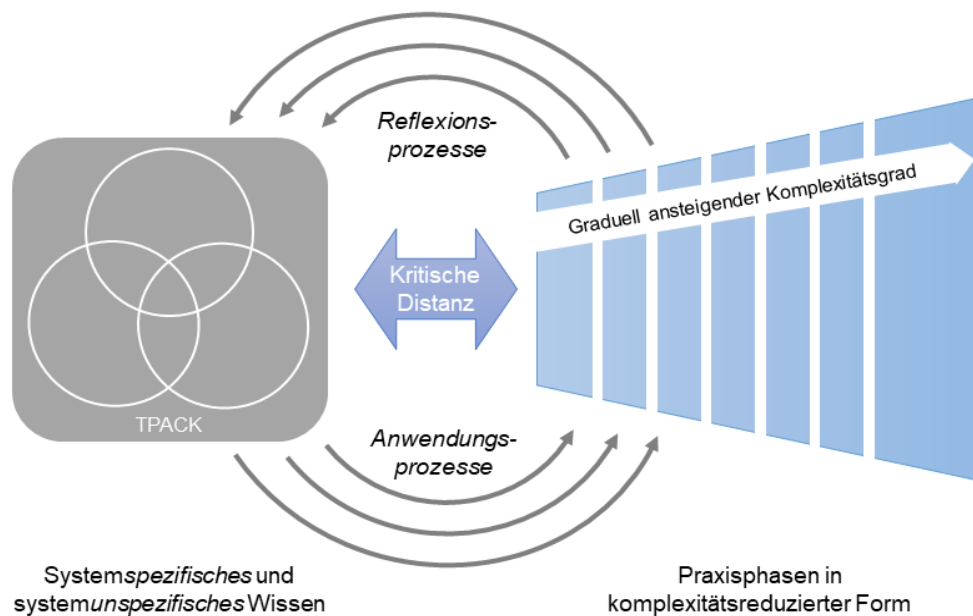 Reflexions-
prozesse
Graduell ansteigender Komplexitätsgrad
Kritische
Distanz
TPACK
Anwendungs-
prozesse
Systemspezifisches und
systemunspezifisches Wissen
Praxisphasen in
komplexitätsreduzierter Form